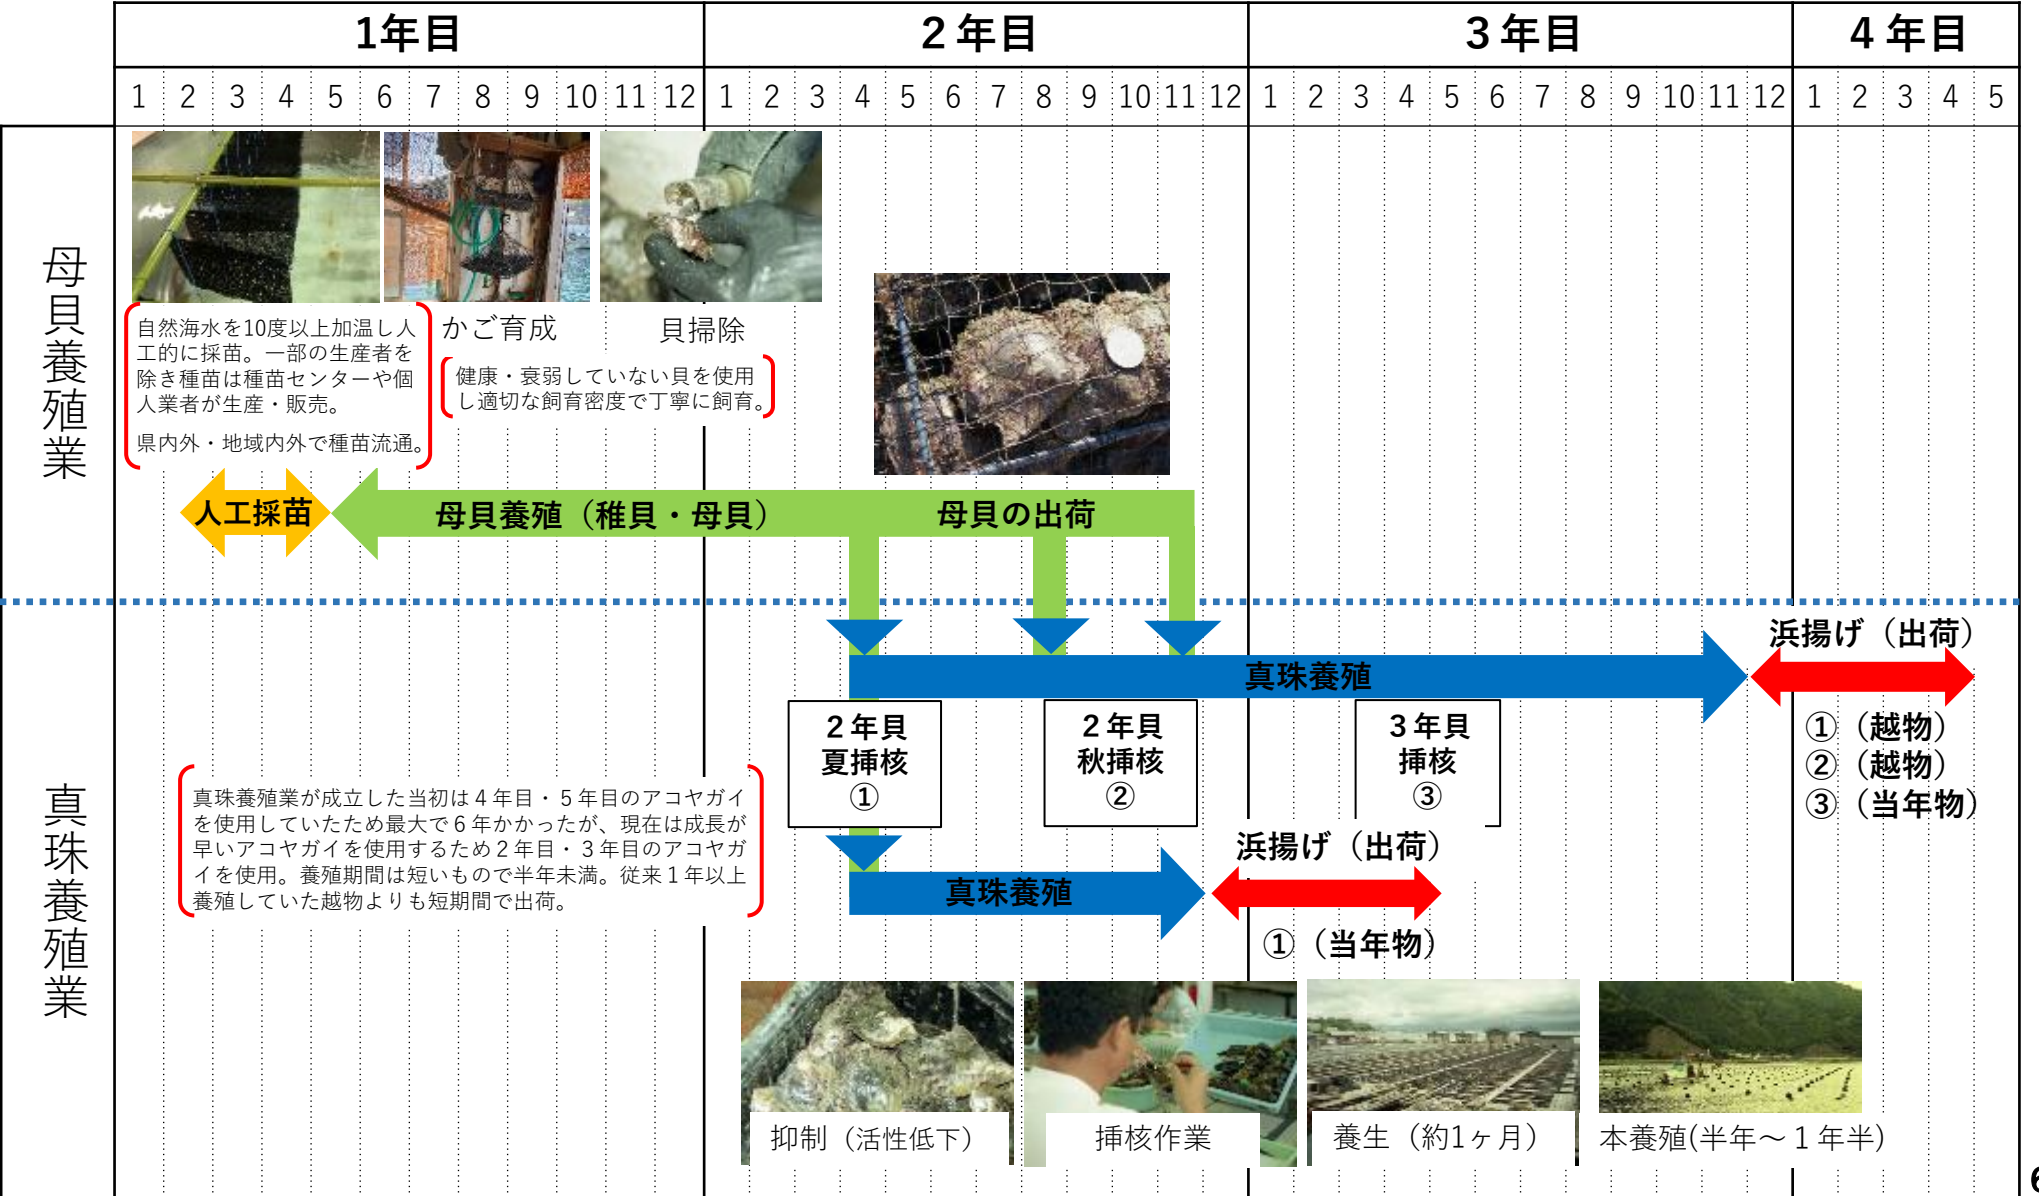 1年目
２年目
３年目
４年目
1 2 3 4 5 6 7 8 9 10 11 12 1 2 3 4 5 6 7 8 9 10 11 12 1 2 3 4 5 6 7 8 9 10 11 12 1 2 3 4 5
母貝養殖業
自然海水を10度以上加温し人
工的に採苗。一部の生産者を
除き種苗は種苗センターや個
人業者が生産・販売。
県内外・地域内外で種苗流通。
かご育成
貝掃除
健康・衰弱していない貝を使用
し適切な飼育密度で丁寧に飼育。
人工採苗
母貝養殖（稚貝・母貝）
母貝の出荷
真珠養殖業
真珠養殖
浜揚げ（出荷）
①（越物）
②（越物）
③（当年物）
２年貝
夏挿核
①
２年貝
秋挿核
②
３年貝
挿核
③
真珠養殖業が成立した当初は４年目・５年目のアコヤガイ
を使用していたため最大で６年かかったが、現在は成長が
早いアコヤガイを使用するため２年目・３年目のアコヤガ
イを使用。養殖期間は短いもので半年未満。従来１年以上
養殖していた越物よりも短期間で出荷。
真珠養殖
浜揚げ（出荷）
①（当年物）
抑制（活性低下）
挿核作業
養生（約1ヶ月）
本養殖(半年～１年半)